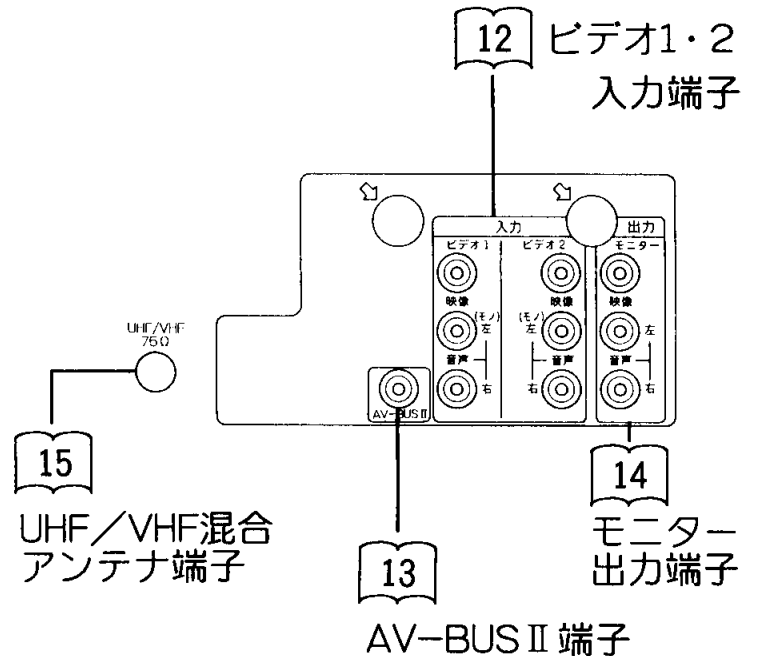 12 ビデオ1・2
入力端子
入力
出力
ビデオ1
ビデオ2
モニター
映像
映像
映像
(モノ)
左
(モノ)
左
左
音声
音声
音声
右
右
右
UHF/VHF
75Ω
AV-BUSⅡ
15
UHF/VHF混合
アンテナ端子
13
AV-BUSⅡ端子
14
モニター
出力端子